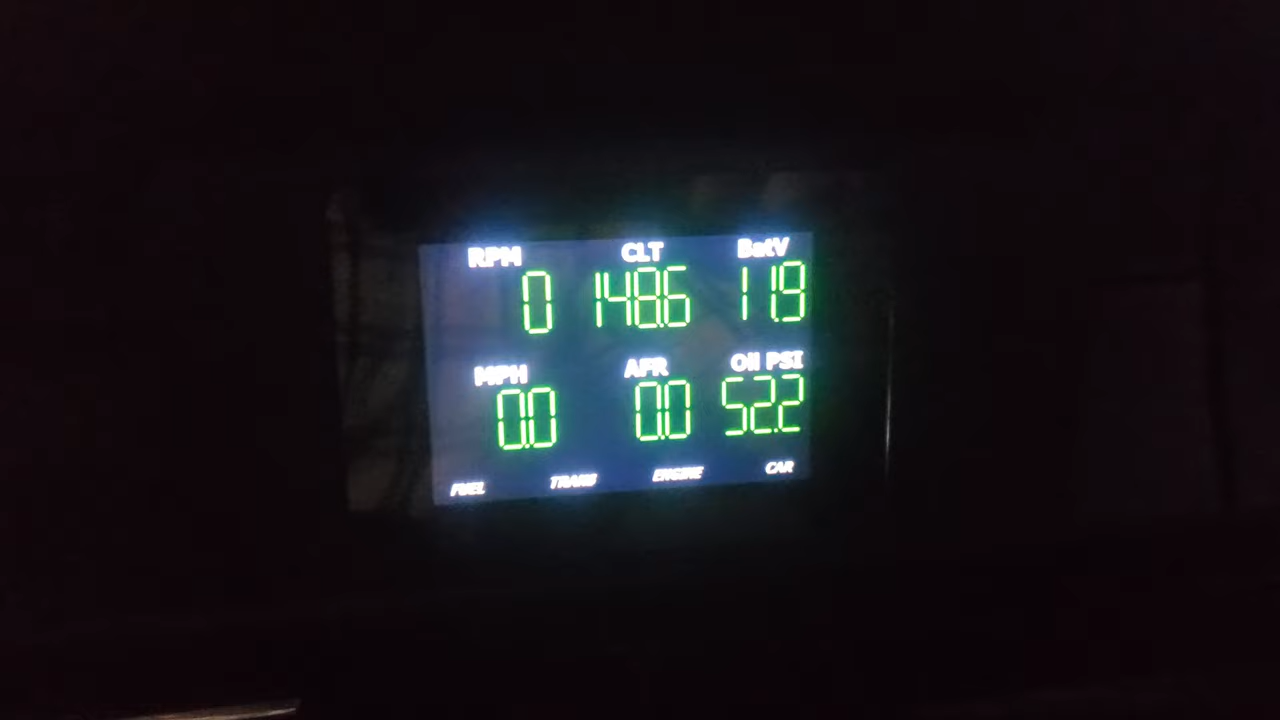 RPM CLT BatV
0 148.6 11.9
MPH AFR Oil PSI
0.0 0.0 52.2
FUEL TRANS ENGINE CAR